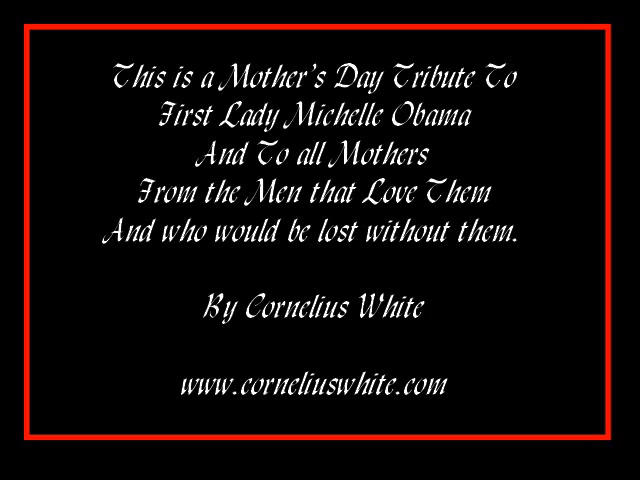 This is a Mother's Day Tribute To
First Lady Michelle Obama
And To all Mothers
From the Men that Love Them
And who would be lost without them.
By Cornelius White
www.corneliuswhite.com